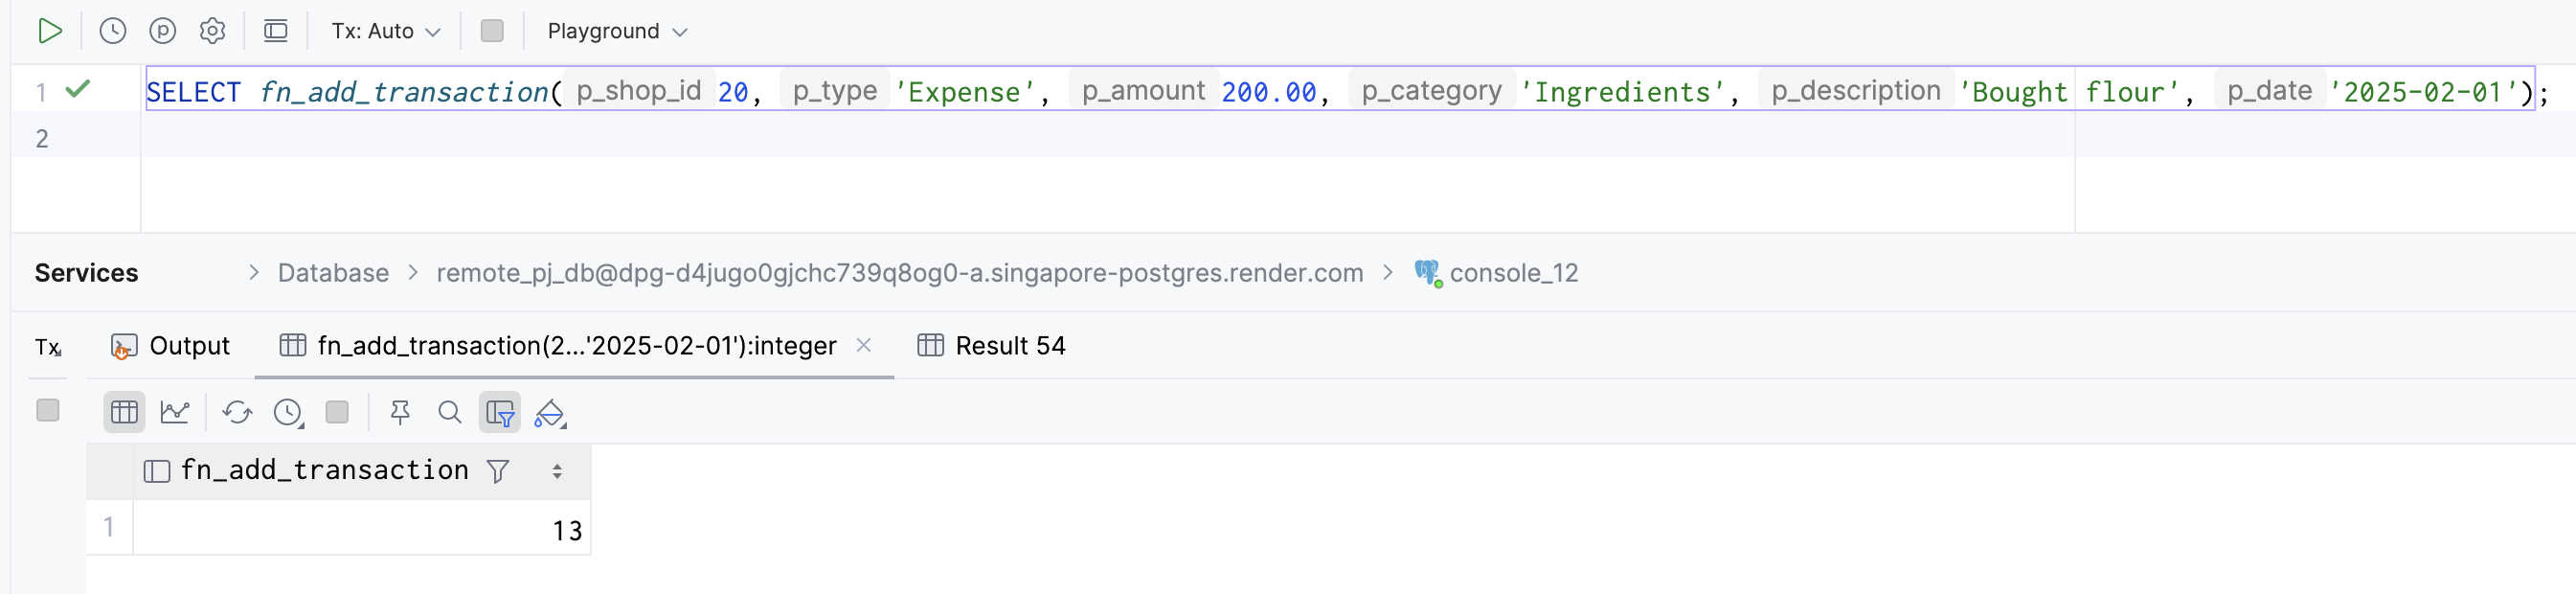 Tx: Auto Playground
1 SELECT fn_add_transaction( p_shop_id 20, p_type 'Expense', p_amount 200.00, p_category 'Ingredients', p_description 'Bought flour', p_date '2025-02-01');
2
Services > Database > remote_pj_db@dpg-d4jugo0gjchc739q8og0-a.singapore-postgres.render.com > console_12
Tx Output fn_add_transaction(2...'2025-02-01'):integer × Result 54
fn_add_transaction
1 13